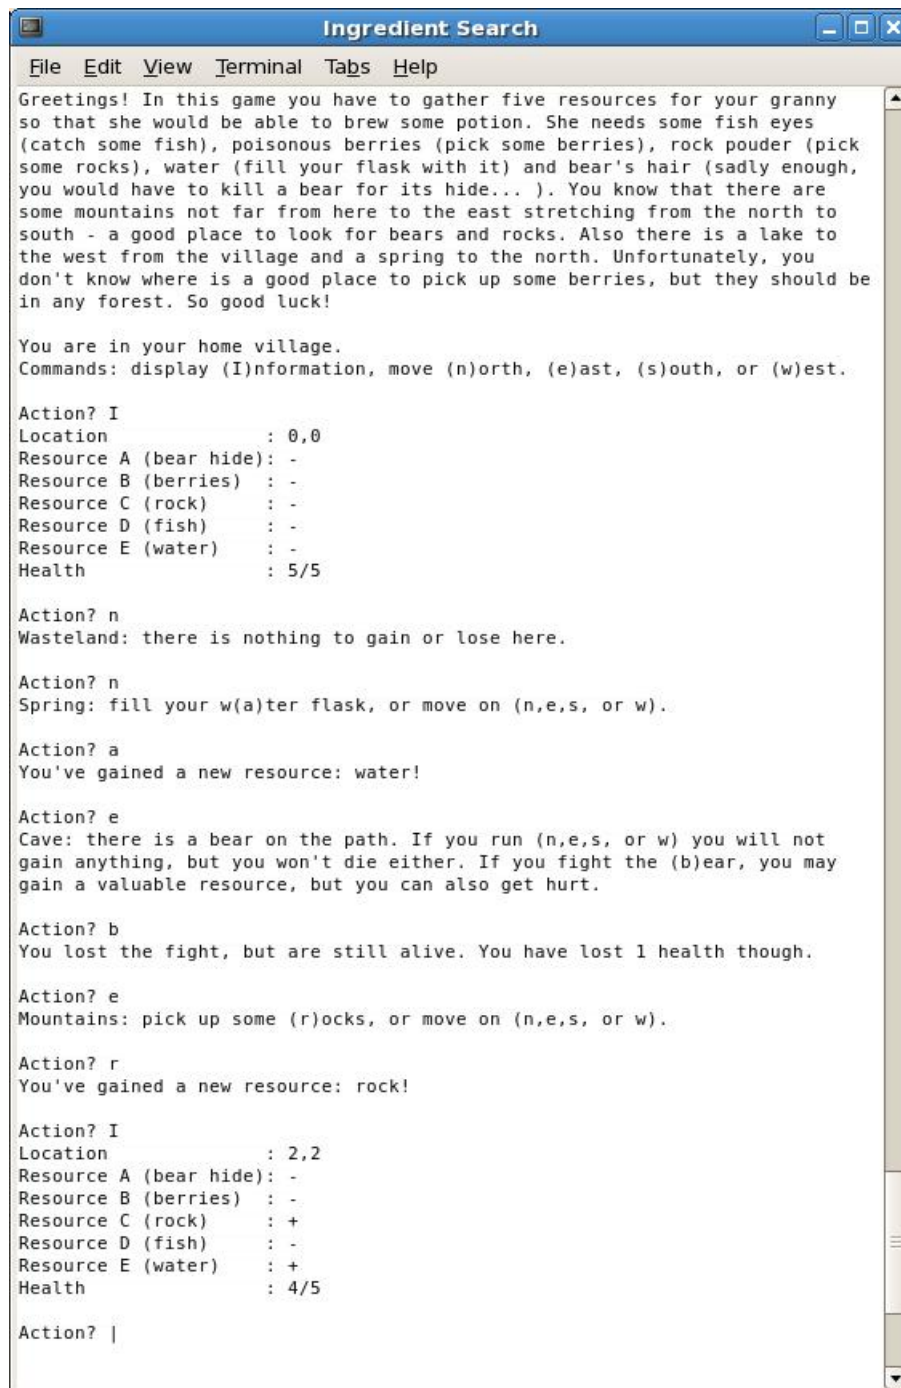 Ingredient Search
File Edit View Terminal Tabs Help
Greetings! In this game you have to gather five resources for your granny
so that she would be able to brew some potion. She needs some fish eyes
(catch some fish), poisonous berries (pick some berries), rock pouder (pick
some rocks), water (fill your flask with it) and bear's hair (sadly enough,
you would have to kill a bear for its hide... ). You know that there are
some mountains not far from here to the east stretching from the north to
south - a good place to look for bears and rocks. Also there is a lake to
the west from the village and a spring to the north. Unfortunately, you
don't know where is a good place to pick up some berries, but they should be
in any forest. So good luck!
You are in your home village.
Commands: display (I)nformation, move (n)orth, (e)ast, (s)outh, or (w)est.
Action? I
Location : 0,0
Resource A (bear hide): -
Resource B (berries) : -
Resource C (rock) : -
Resource D (fish) : -
Resource E (water) : -
Health : 5/5
Action? n
Wasteland: there is nothing to gain or lose here.
Action? n
Spring: fill your w(a)ter flask, or move on (n,e,s, or w).
Action? a
You've gained a new resource: water!
Action? e
Cave: there is a bear on the path. If you run (n,e,s, or w) you will not
gain anything, but you won't die either. If you fight the (b)ear, you may
gain a valuable resource, but you can also get hurt.
Action? b
You lost the fight, but are still alive. You have lost 1 health though.
Action? e
Mountains: pick up some (r)ocks, or move on (n,e,s, or w).
Action? r
You've gained a new resource: rock!
Action? I
Location : 2,2
Resource A (bear hide): -
Resource B (berries) : -
Resource C (rock) : +
Resource D (fish) : -
Resource E (water) : +
Health : 4/5
Action? |